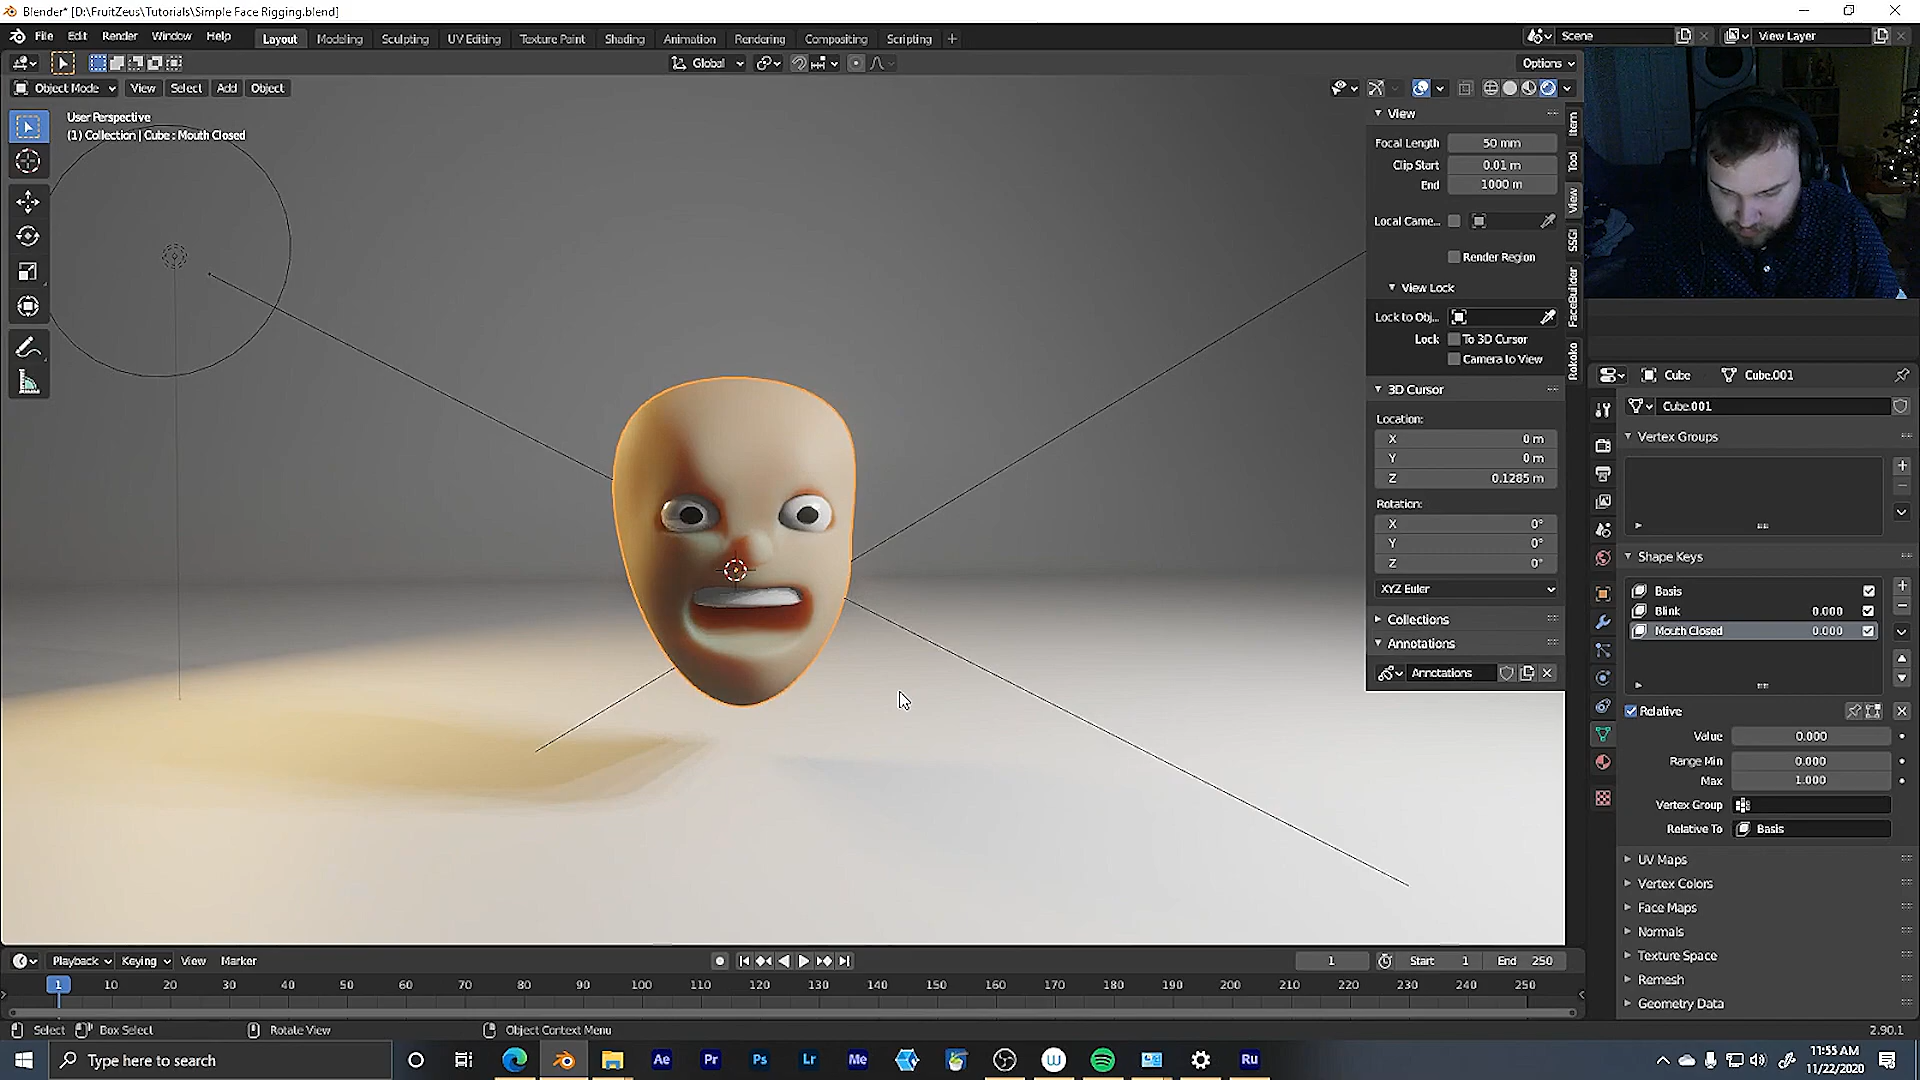 Blender* [D:\FruitZeus\Tutorials\Simple Face Rigging.blend]
File Edit Render Window Help Layout Modeling Sculpting UV Editing Texture Paint Shading Animation Rendering Compositing Scripting + Scene View Layer
Global Options
Object Mode View Select Add Object
User Perspective
(1) Collection | Cube : Mouth Closed
View
Focal Length 50 mm
Clip Start 0.01 m
End 1000 m
Local Came...
Render Region
View Lock
Lock to Obj...
Lock To 3D Cursor
Camera to View
3D Cursor
Location:
X 0 m
Y 0 m
Z 0.1285 m
Rotation:
X 0°
Y 0°
Z 0°
XYZ Euler
Collections
Annotations
Annotations
Item
Tool
View
SSGI
FaceBuilder
Rokoko
Cube Cube.001
Cube.001
Vertex Groups
Shape Keys
Basis
Blink 0.000
Mouth Closed 0.000
Relative
Value 0.000
Range Min 0.000
Max 1.000
Vertex Group
Relative To Basis
UV Maps
Vertex Colors
Face Maps
Normals
Texture Space
Remesh
Geometry Data
Playback Keying View Marker 1 Start 1 End 250
1 10 20 30 40 50 60 70 80 90 100 110 120 130 140 150 160 170 180 190 200 210 220 230 240 250
Select Box Select Rotate View Object Context Menu 2.90.1
Type here to search Ae Pr Ps Lr Me W Ru
11:55 AM
11/22/2020